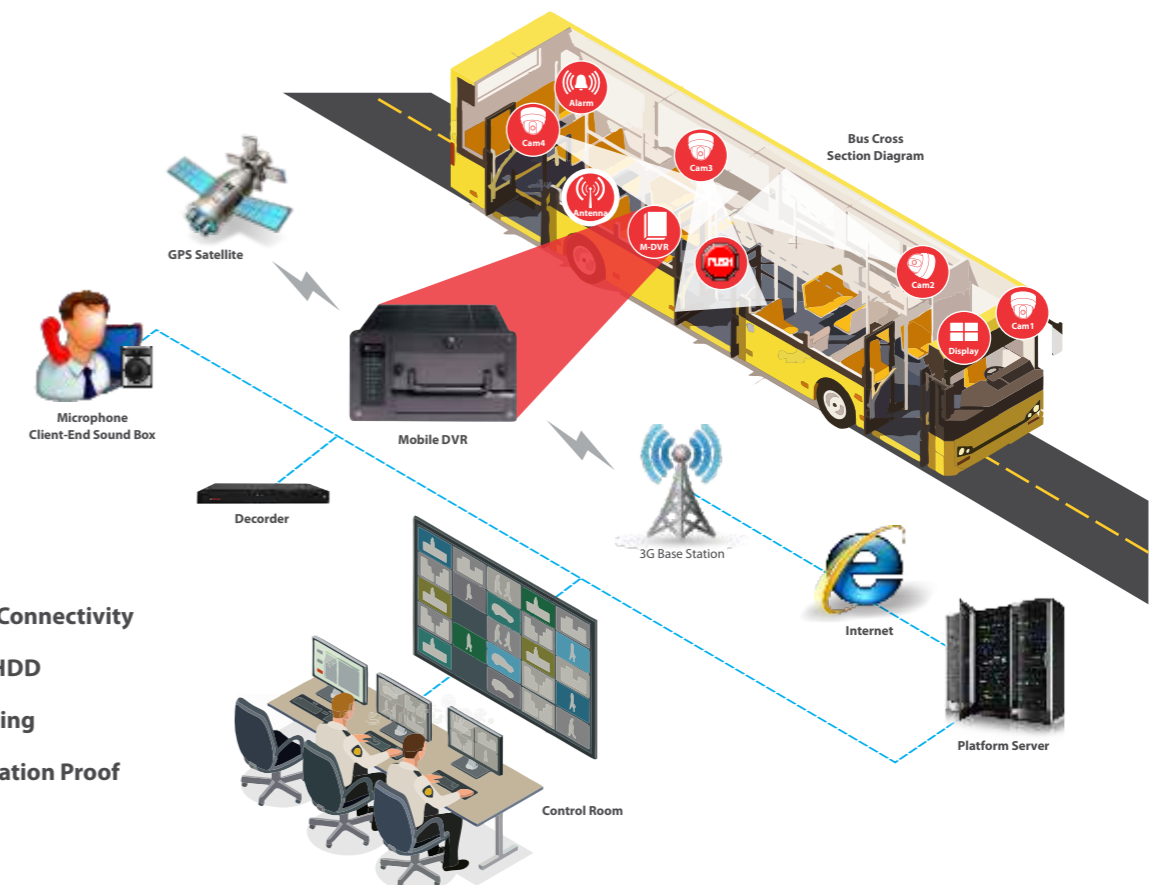 Alarm
Cam4
Cam3
Bus Cross
Section Diagram
Antenna
M-DVR
PUSH
Cam2
Cam1
Display
GPS Satellite
Microphone
Client-End Sound Box
Mobile DVR
Decorder
3G Base Station
Internet
Connectivity
HDD
ing
ation Proof
Platform Server
Control Room